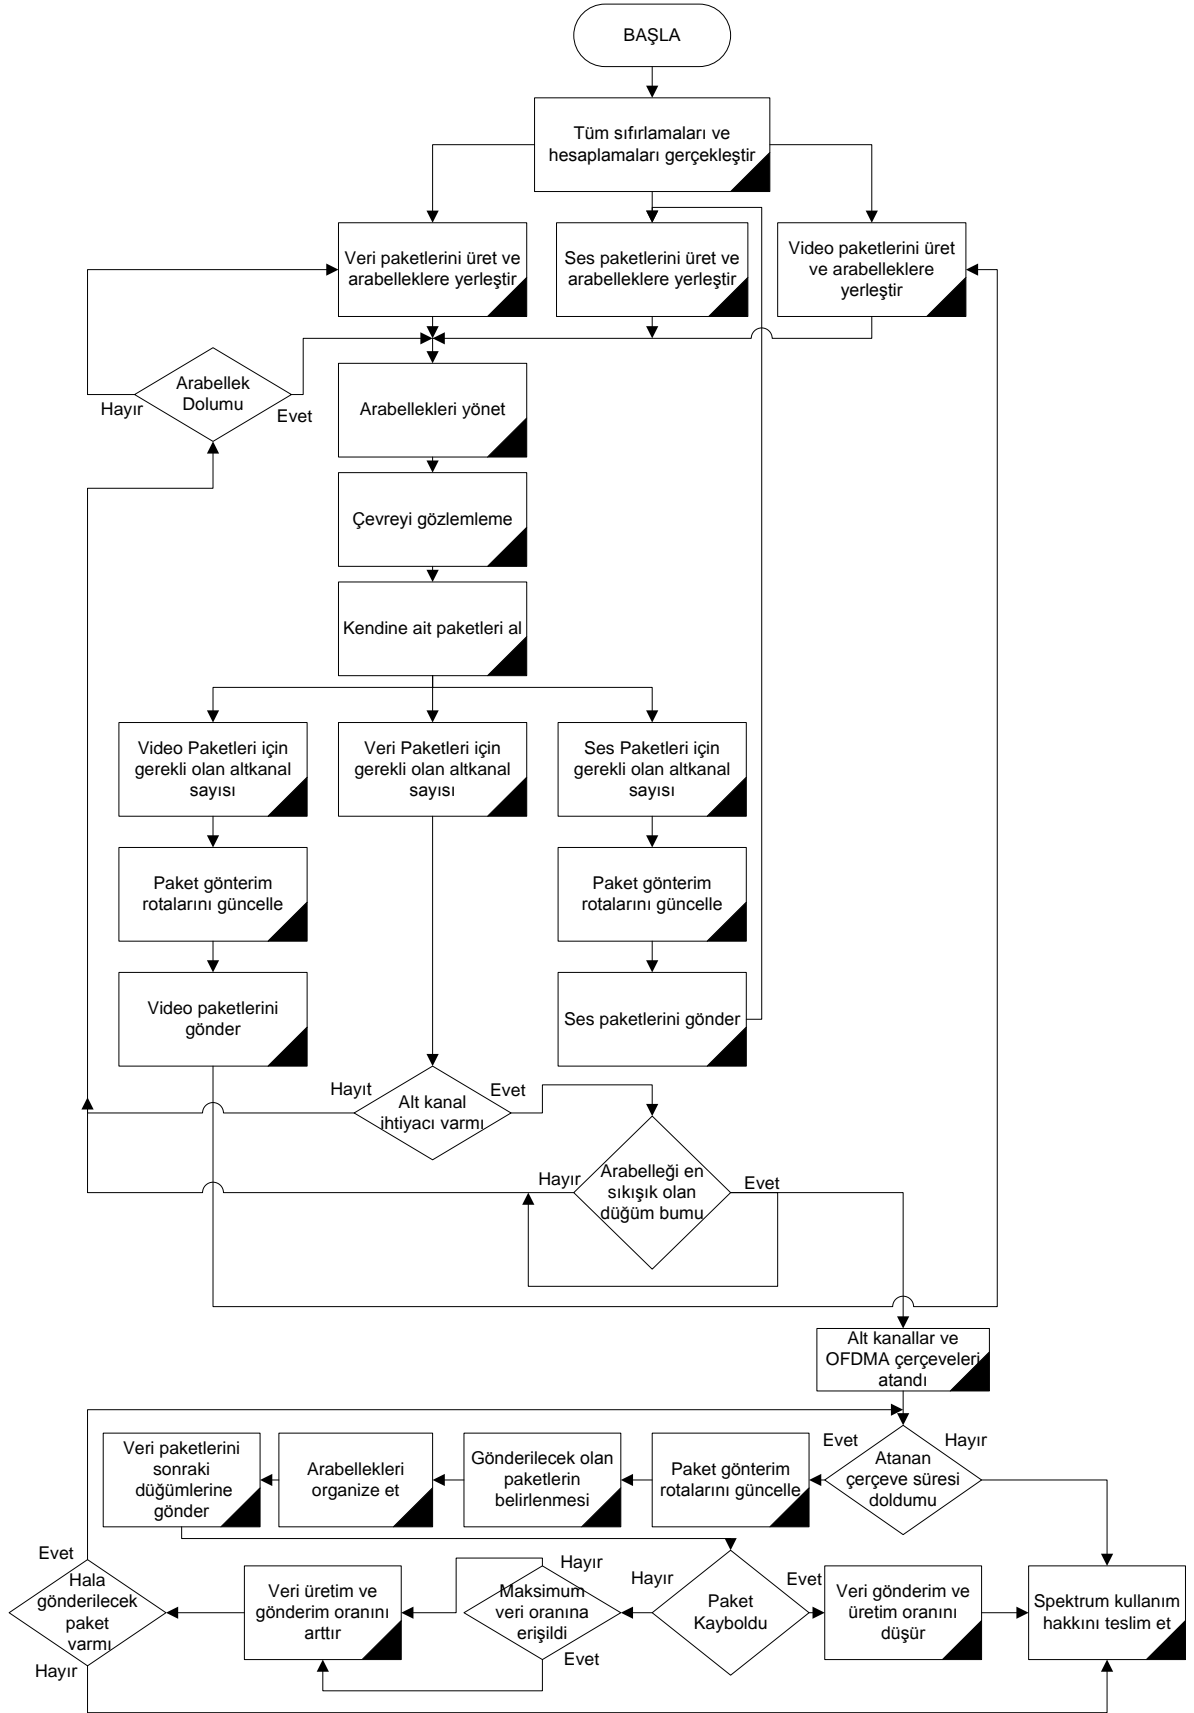 BAŞLA
Tüm sıfırlamaları ve
hesaplamaları gerçekleştir
Veri paketlerini üret ve
arabelleklere yerleştir
Ses paketlerini üret ve
arabelleklere yerleştir
Video paketlerini üret
ve arabelleklere
yerleştir
Arabellek
Dolumu
Hayır
Evet
Arabellekleri yönet
Çevreyi gözlemleme
Kendine ait paketleri al
Video Paketleri için
gerekli olan altkanal
sayısı
Veri Paketleri için
gerekli olan altkanal
sayısı
Ses Paketleri için
gerekli olan altkanal
sayısı
Paket gönterim
rotalarını güncelle
Paket gönterim
rotalarını güncelle
Video paketlerini
gönder
Ses paketlerini gönder
Hayıt
Evet
Alt kanal
ihtiyacı varmı
Hayır
Evet
Arabelleği en
sıkışık olan
düğüm bumu
Alt kanallar ve
OFDMA çerçeveleri
atandı
Evet
Hayır
Atanan
çerçeve süresi
doldumu
Paket gönterim
rotalarını güncelle
Gönderilecek olan
paketlerin
belirlenmesi
Arabellekleri
organize et
Veri paketlerini
sonraki
düğümlerine
gönder
Evet
Hala
gönderilecek
paket
varmı
Hayır
Veri üretim ve
gönderim oranını
arttır
Hayır
Maksimum
veri oranına
erişildi
Evet
Hayır
Paket
Kayboldu
Evet
Veri gönderim ve
üretim oranını
düşür
Spektrum kullanım
hakkını teslim et